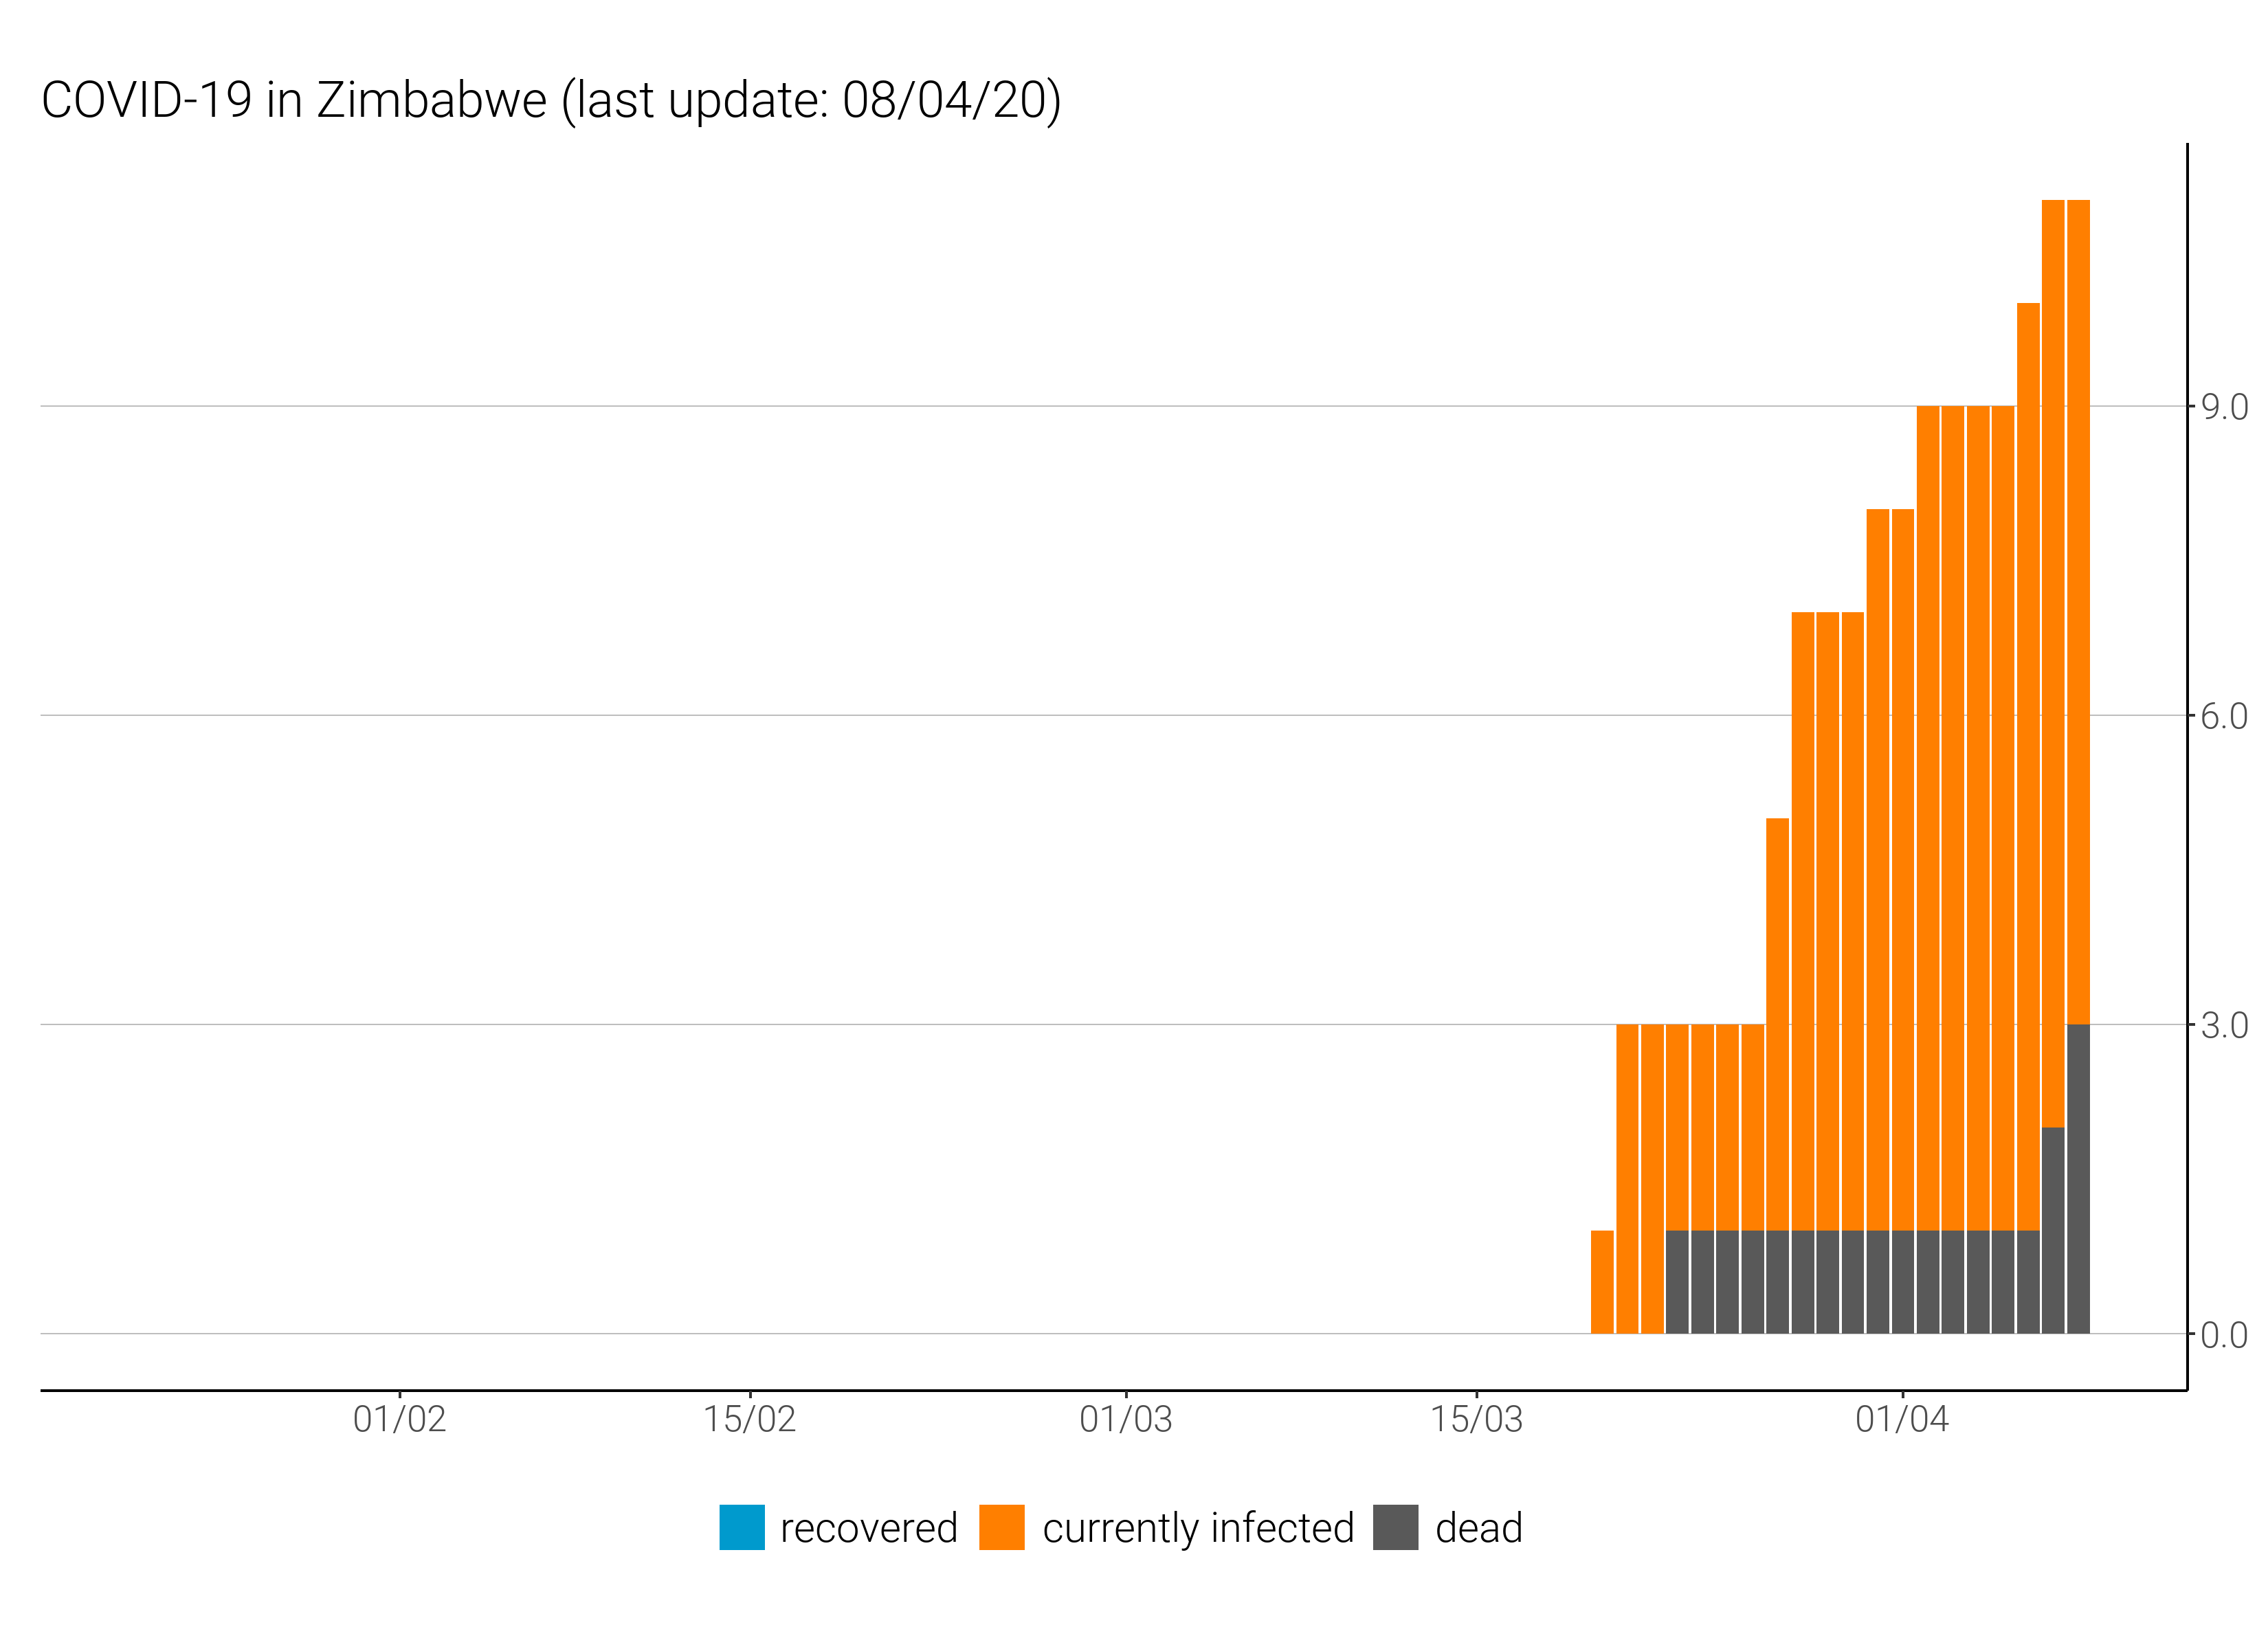 COVID-19 in Zimbabwe (last update: 08/04/20)
9.0
6.0
3.0
0.0
01/02 15/02 01/03 15/03 01/04
recovered currently infected dead